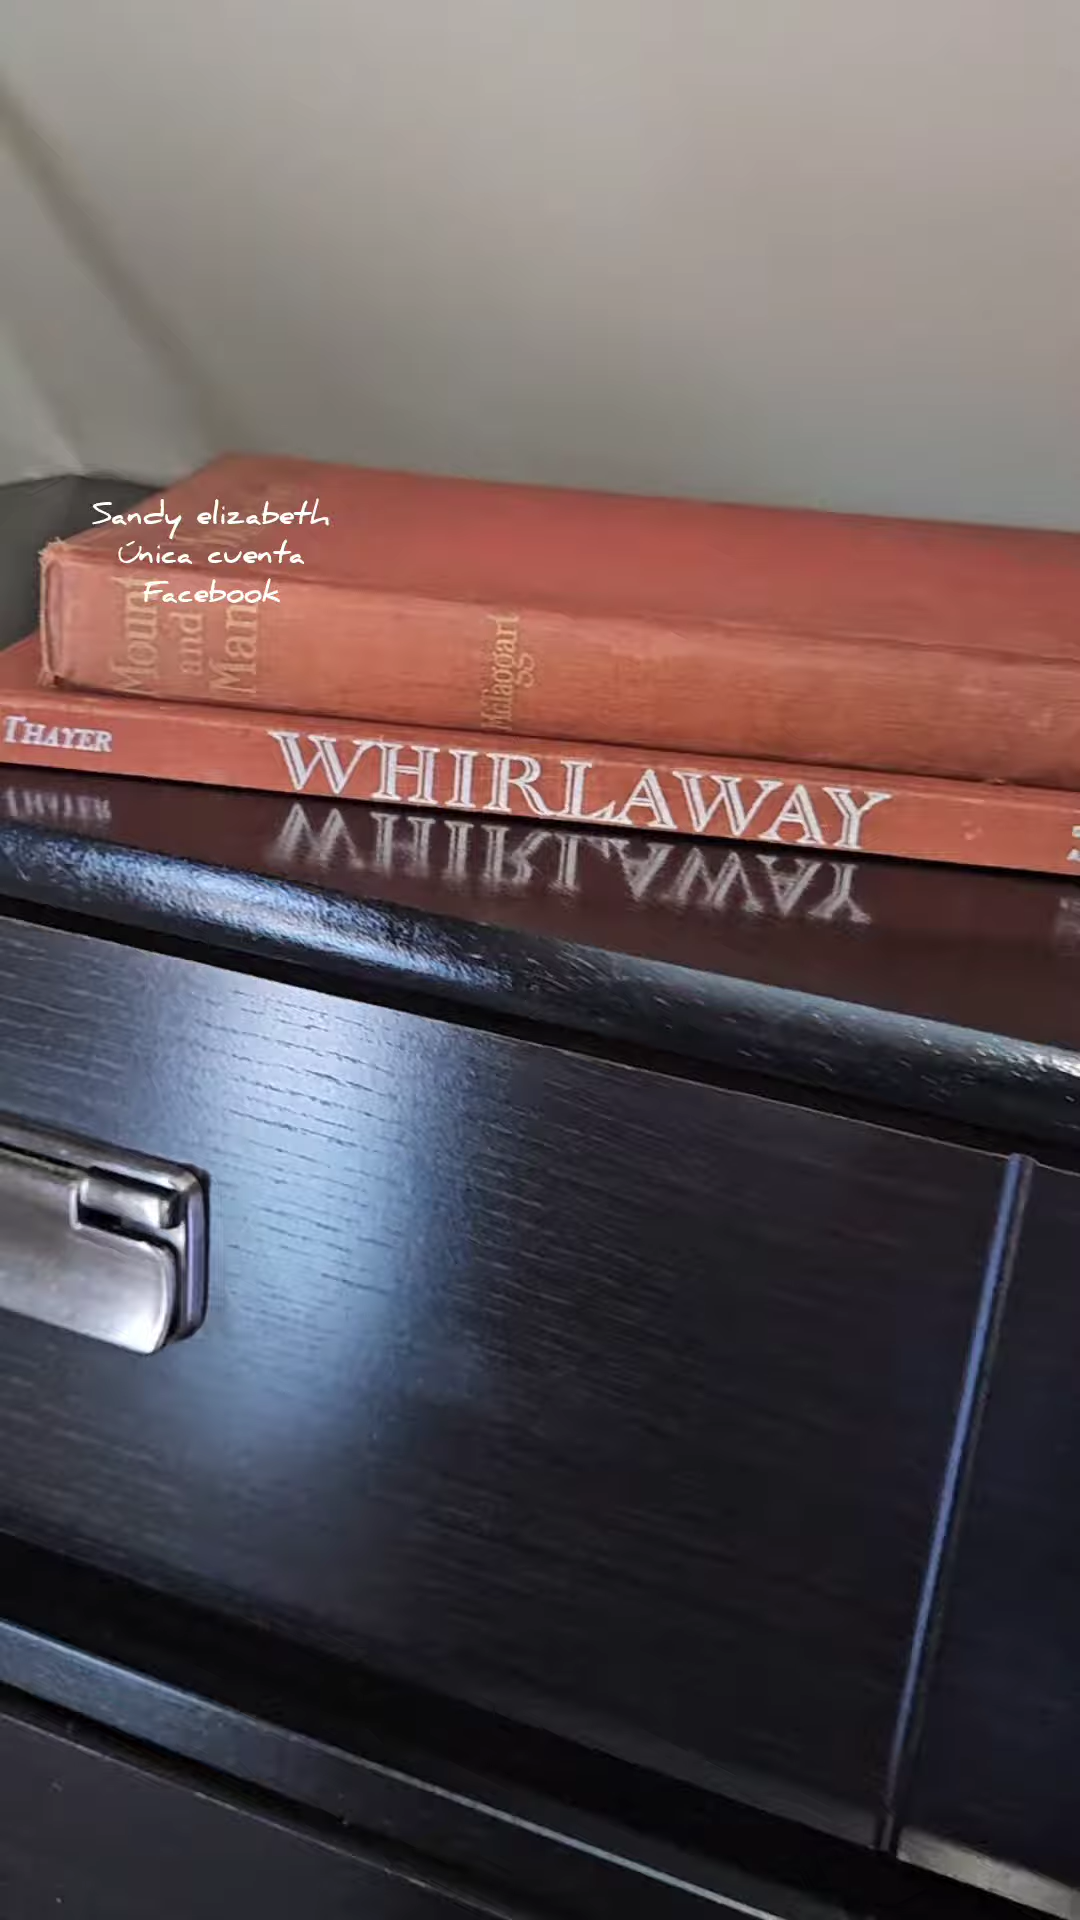 Sandy elizabeth
Única cuenta
Facebook
Mount
and
Man
McTaggart
THAYER
WHIRLAWAY